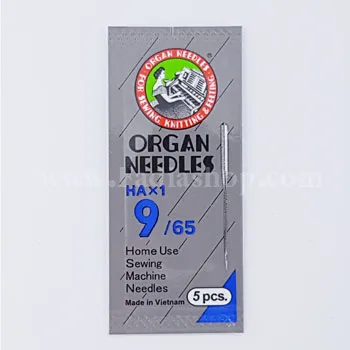 ORGAN NEEDLES
FOR SEWING, KNITTING & FELTING
®
ORGAN
NEEDLES
HA×1
9/65
Home Use
Sewing
Machine
Needles
Made in Vietnam
5 pcs.